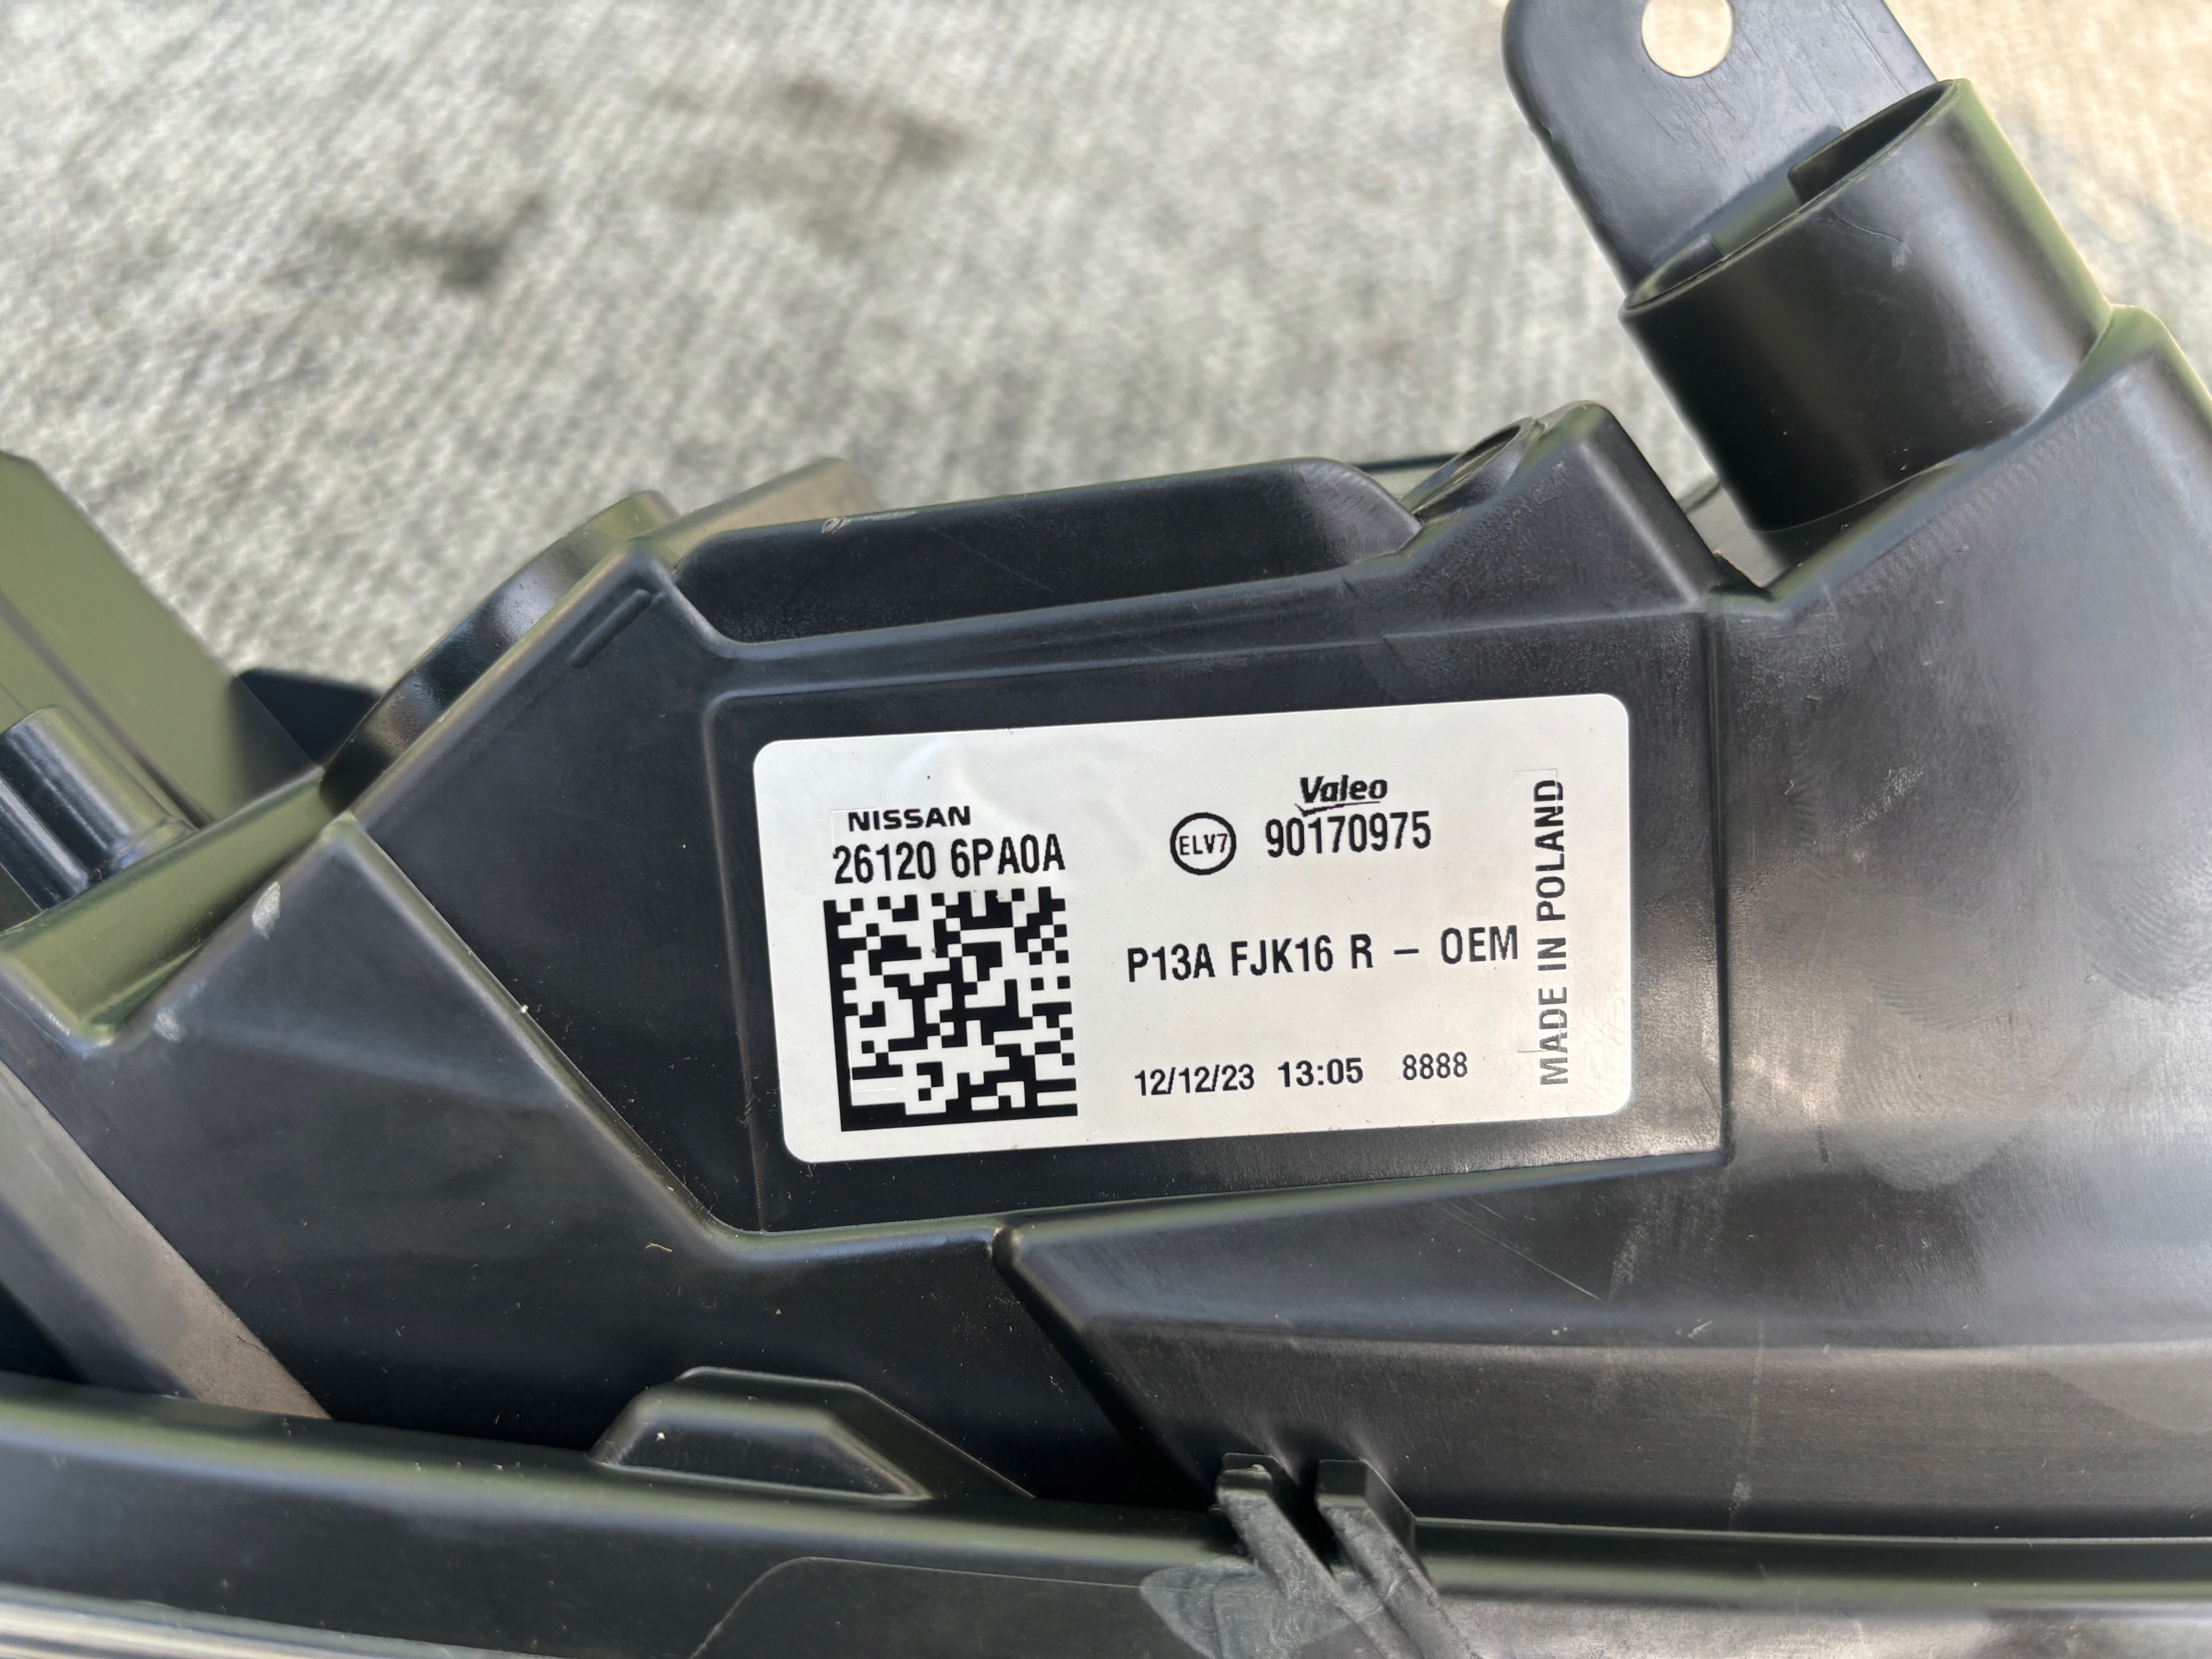 NISSAN
26120 6PA0A
Valeo
ELV7 90170975
P13A FJK16 R – OEM
12/12/23 13:05 8888
MADE IN POLAND